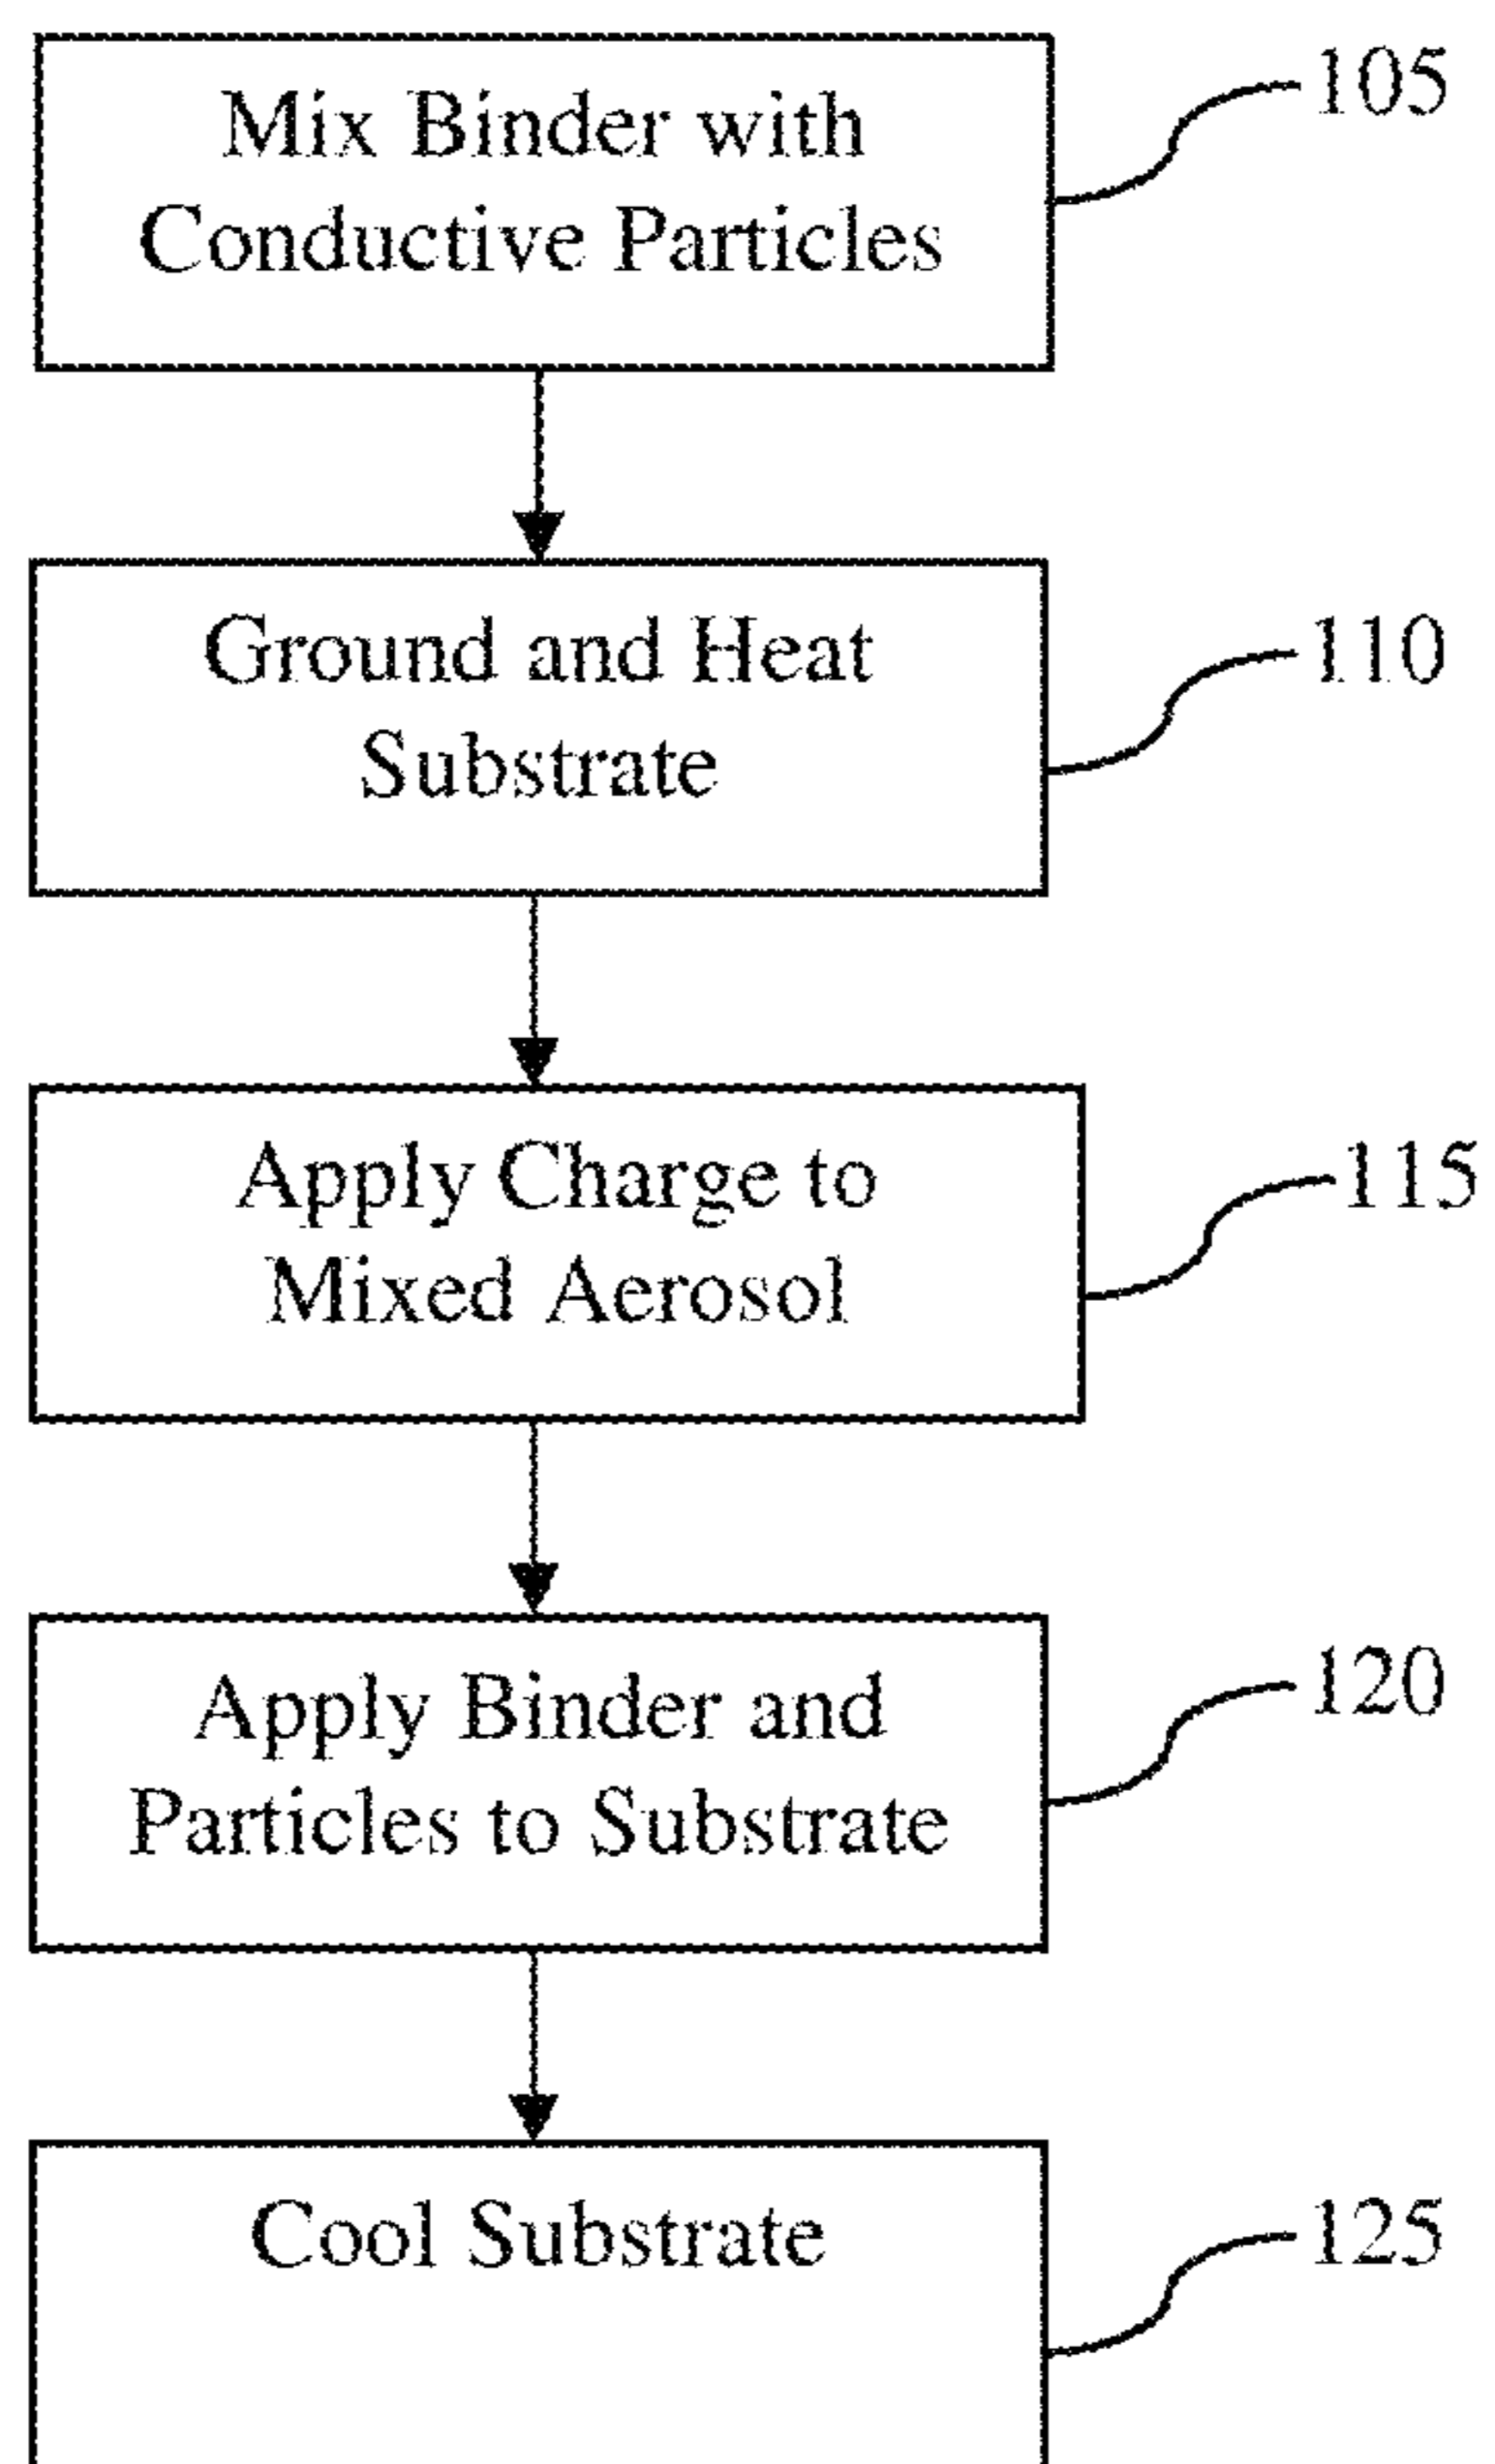 Mix Binder with
Conductive Particles
105
Ground and Heat
Substrate
110
Apply Charge to
Mixed Aerosol
115
Apply Binder and
Particles to Substrate
120
Cool Substrate
125